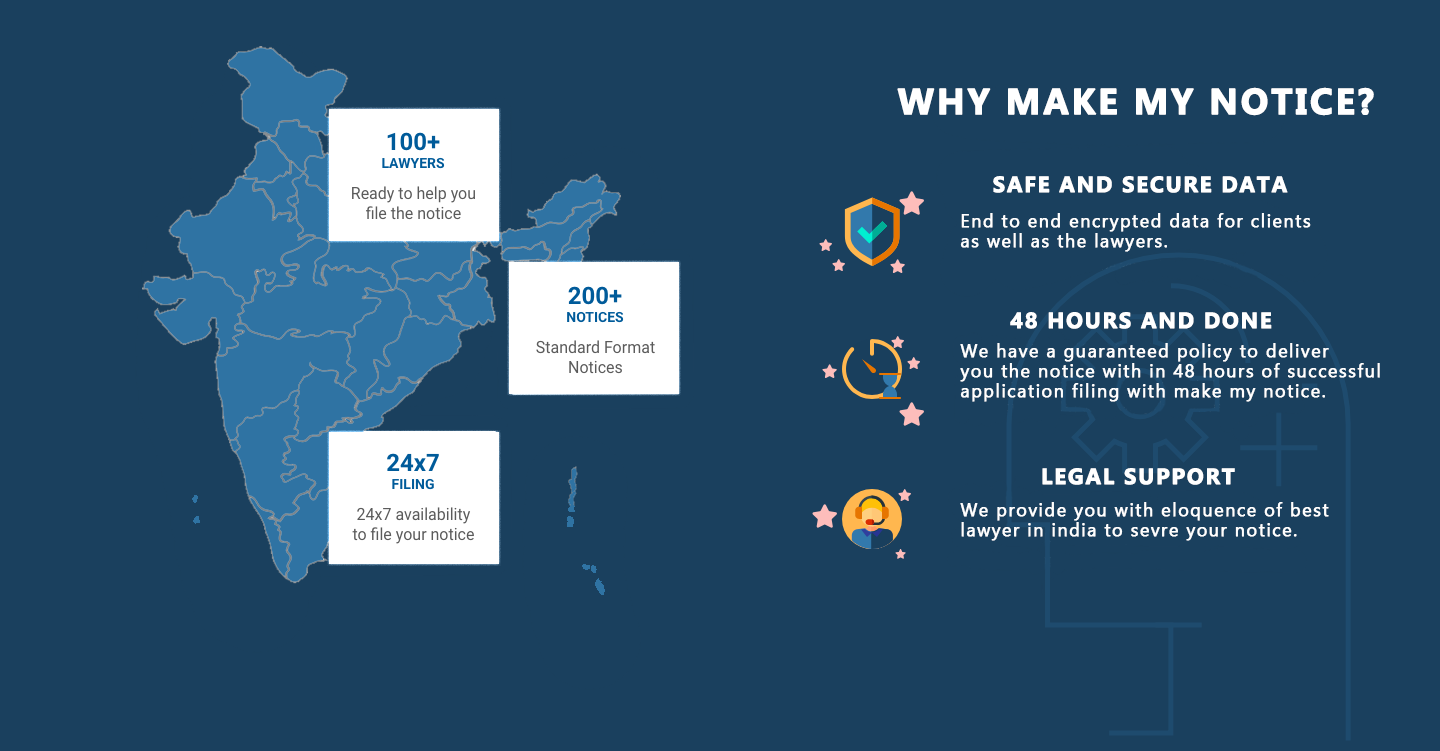 100+
LAWYERS
Ready to help you
file the notice
200+
NOTICES
Standard Format
Notices
24x7
FILING
24x7 availability
to file your notice
WHY MAKE MY NOTICE?
SAFE AND SECURE DATA
End to end encrypted data for clients
as well as the lawyers.
48 HOURS AND DONE
We have a guaranteed policy to deliver
you the notice with in 48 hours of successful
application filing with make my notice.
LEGAL SUPPORT
We provide you with eloquence of best
lawyer in india to sevre your notice.